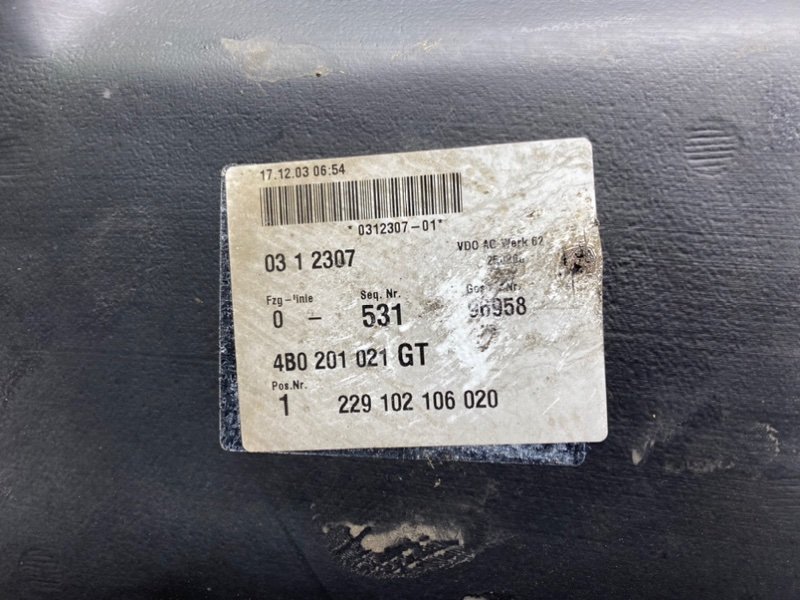 17.12.03 06:54
* 0312307-01*
03 1 2307
VDO AG Werk 62
Fzg-linie Seq. Nr.
0 - 531 96958
4B0 201 021 GT
Pos.Nr.
1 229 102 106 020